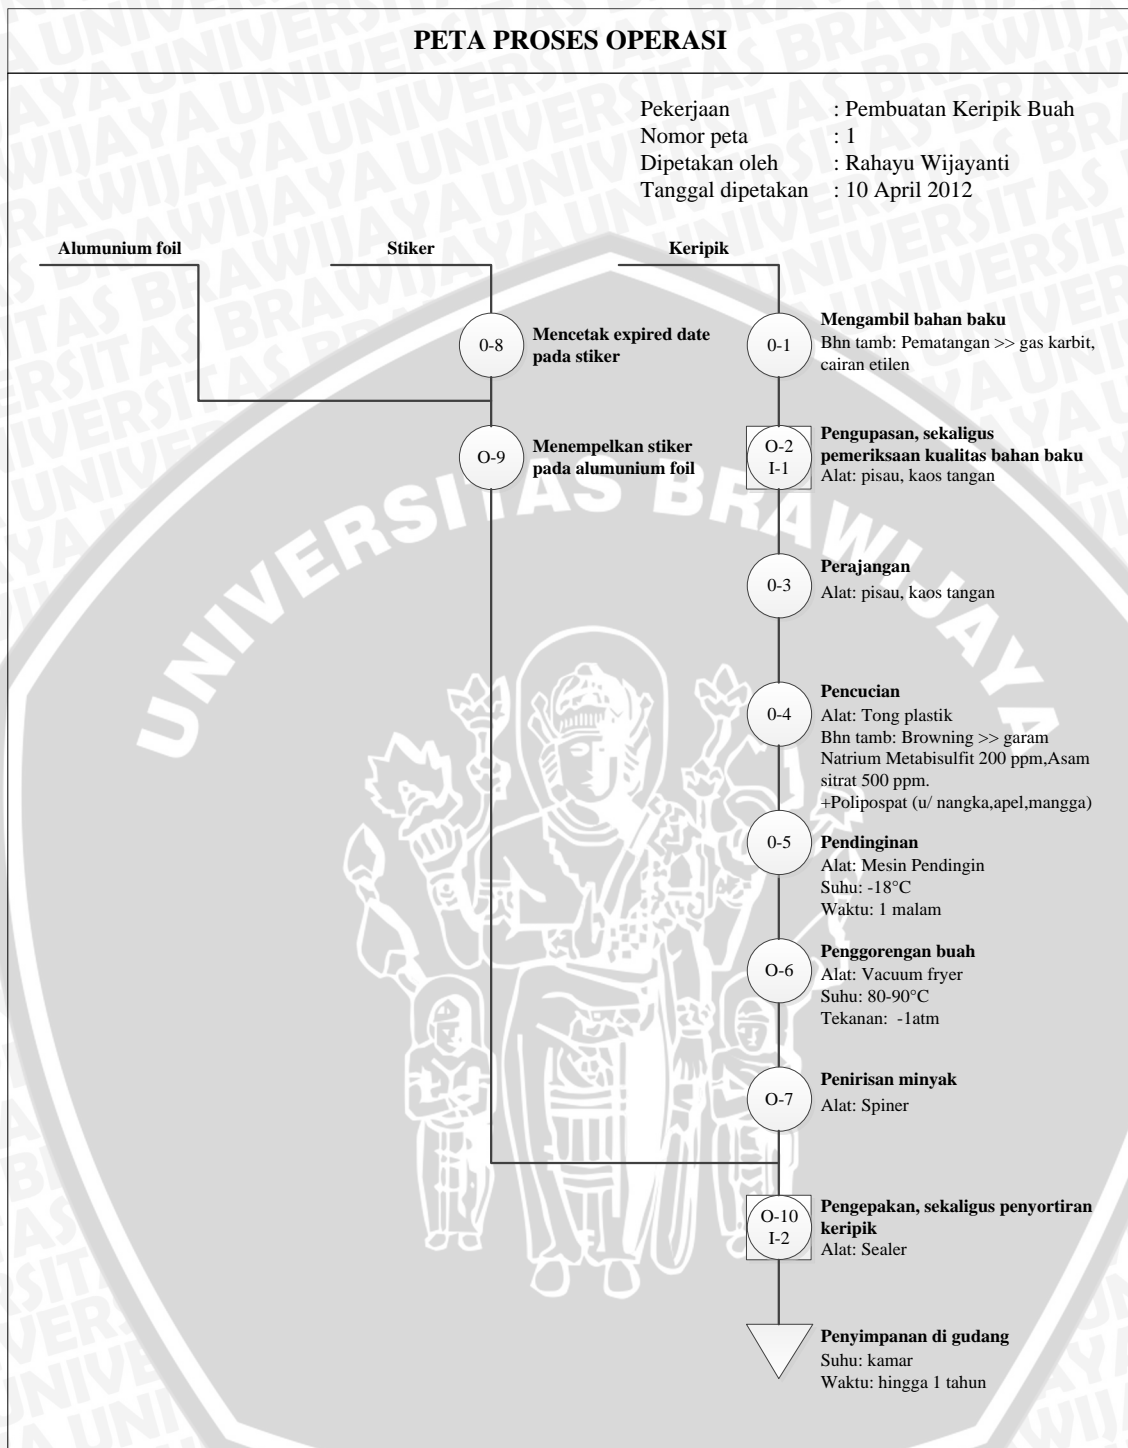 PETA PROSES OPERASI
Pekerjaan : Pembuatan Keripik Buah
Nomor peta : 1
Dipetakan oleh : Rahayu Wijayanti
Tanggal dipetakan : 10 April 2012
Alumunium foil
Stiker
Keripik
0-8
Mencetak expired date
pada stiker
O-9
Menempelkan stiker
pada alumunium foil
0-1
Mengambil bahan baku
Bhn tamb: Pematangan >> gas karbit,
cairan etilen
O-2
I-1
Pengupasan, sekaligus
pemeriksaan kualitas bahan baku
Alat: pisau, kaos tangan
0-3
Perajangan
Alat: pisau, kaos tangan
0-4
Pencucian
Alat: Tong plastik
Bhn tamb: Browning >> garam
Natrium Metabisulfit 200 ppm,Asam
sitrat 500 ppm.
+Polipospat (u/ nangka,apel,mangga)
0-5
Pendinginan
Alat: Mesin Pendingin
Suhu: -18°C
Waktu: 1 malam
O-6
Penggorengan buah
Alat: Vacuum fryer
Suhu: 80-90°C
Tekanan: -1atm
O-7
Penirisan minyak
Alat: Spiner
O-10
I-2
Pengepakan, sekaligus penyortiran
keripik
Alat: Sealer
Penyimpanan di gudang
Suhu: kamar
Waktu: hingga 1 tahun
UNIVERSITAS BRAWIJAYA